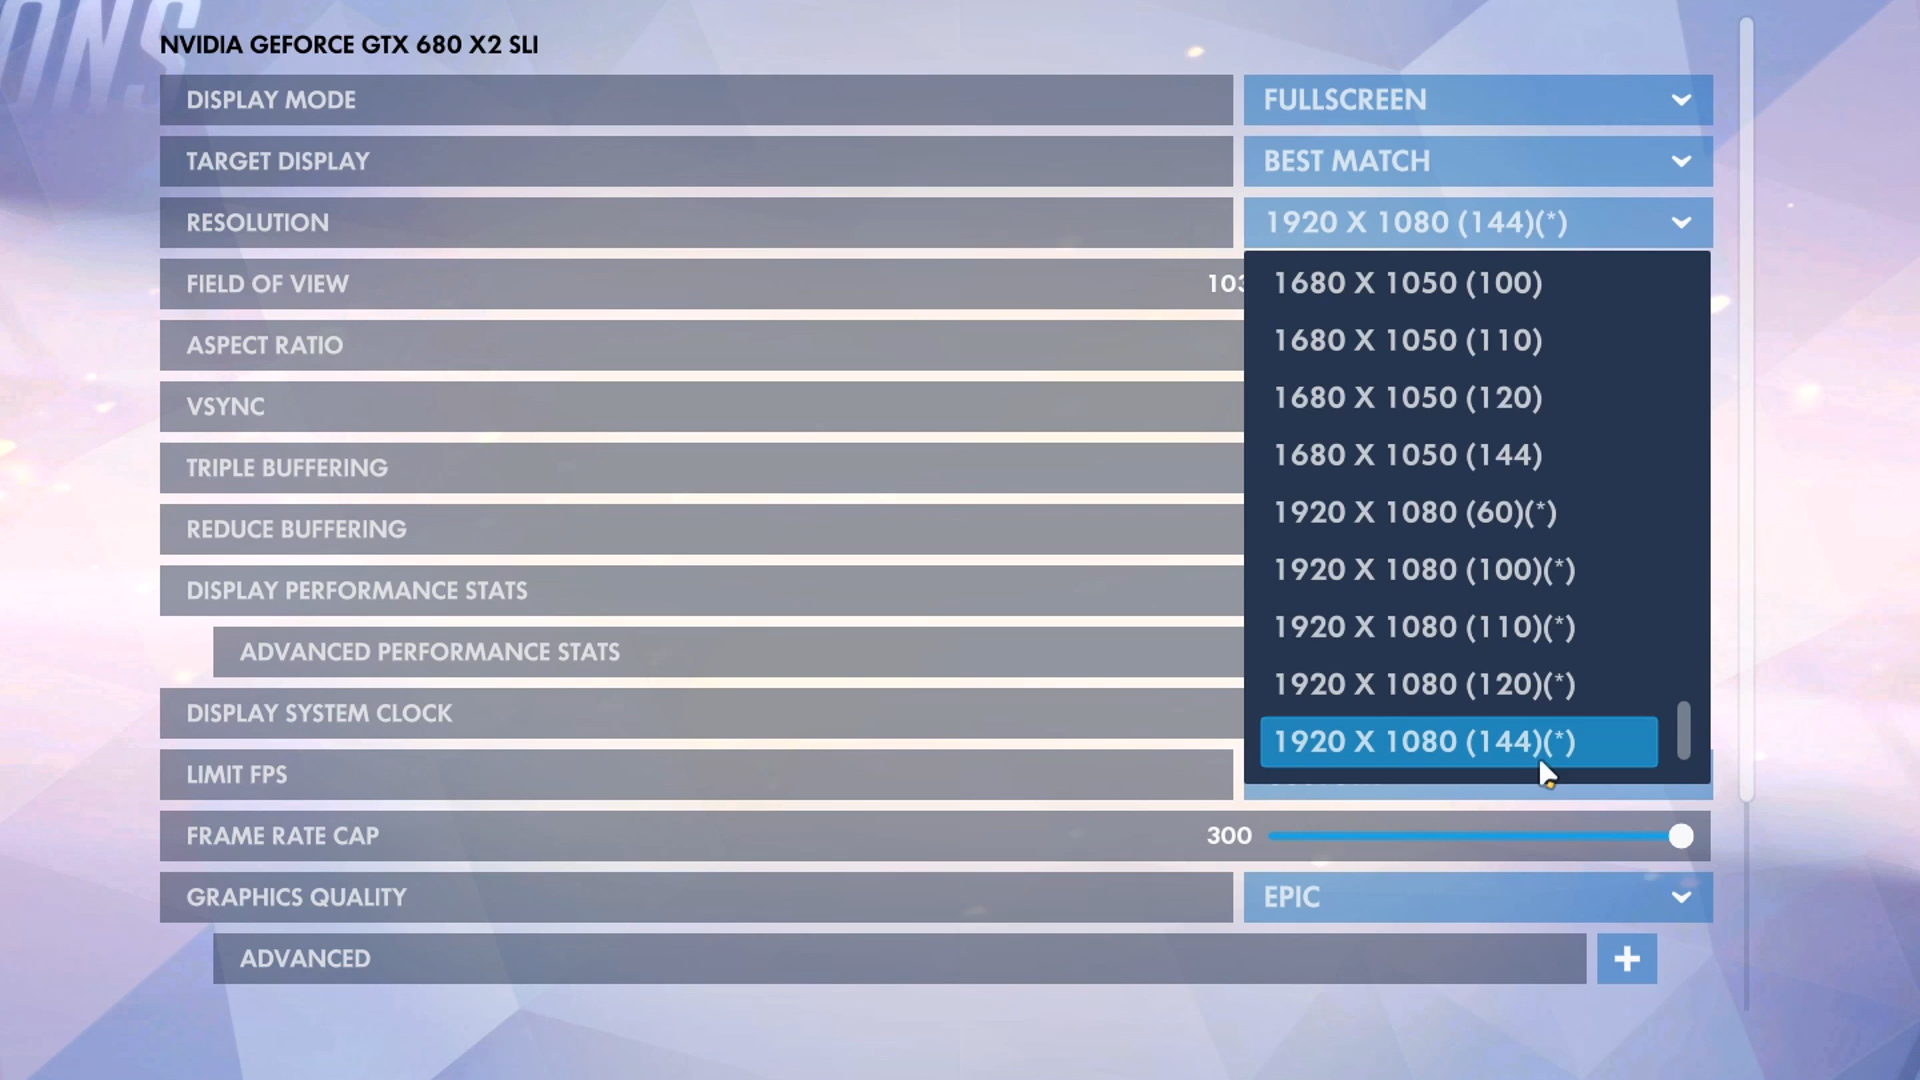 ONS
NVIDIA GEFORCE GTX 680 X2 SLI
DISPLAY MODE FULLSCREEN
TARGET DISPLAY BEST MATCH
RESOLUTION 1920 X 1080 (144)(*)
FIELD OF VIEW 103
1680 X 1050 (100)
1680 X 1050 (110)
ASPECT RATIO
1680 X 1050 (120)
VSYNC
1680 X 1050 (144)
TRIPLE BUFFERING
1920 X 1080 (60)(*)
REDUCE BUFFERING
1920 X 1080 (100)(*)
DISPLAY PERFORMANCE STATS
1920 X 1080 (110)(*)
ADVANCED PERFORMANCE STATS
1920 X 1080 (120)(*)
DISPLAY SYSTEM CLOCK
1920 X 1080 (144)(*)
LIMIT FPS
FRAME RATE CAP 300
GRAPHICS QUALITY EPIC
ADVANCED +